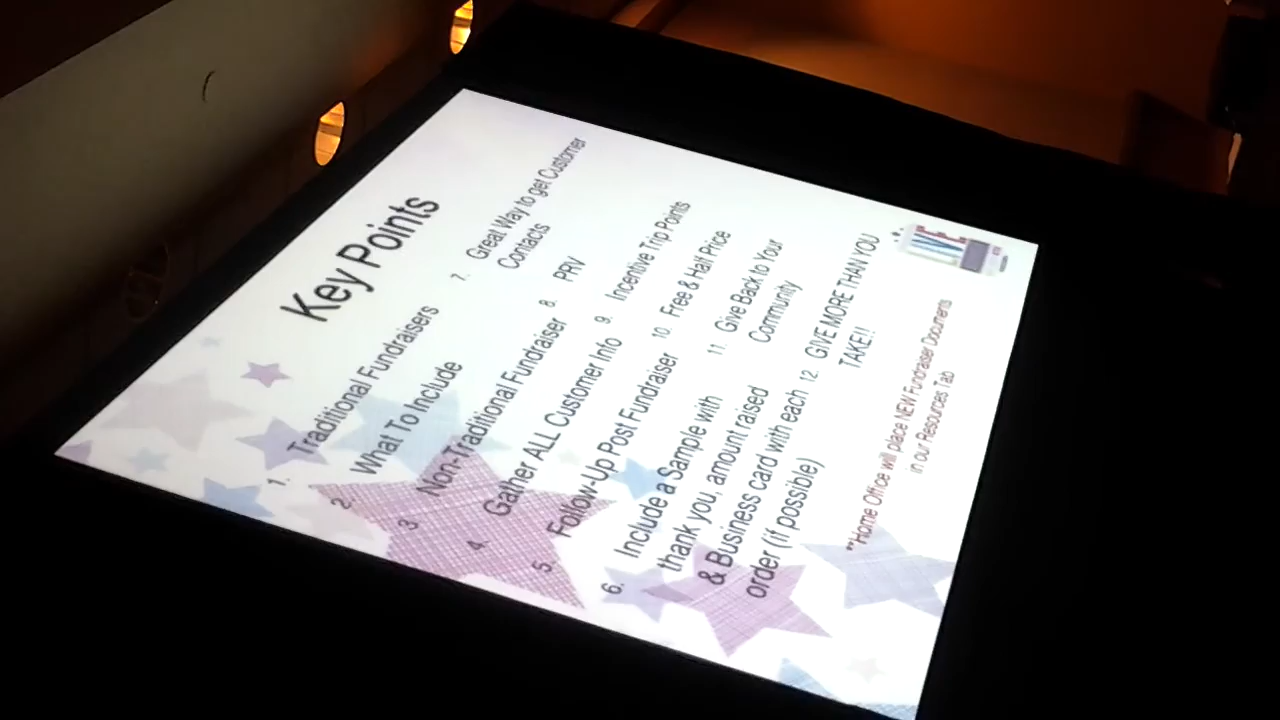 Key Points
1. Traditional Fundraisers
2. What To Include
3. Non-Traditional Fundraiser
4. Gather ALL Customer Info
5. Follow-Up Post Fundraiser
6. Include a Sample with
thank you, amount raised
& Business card with each
order (if possible)
7. Great Way to get Customer
Contacts
8. PRV
9. Incentive Trip Points
10. Free & Half Price
11. Give Back to Your
Community
12. GIVE MORE THAN YOU
TAKE!!
**Home Office will place NEW Fundraiser Documents
in our Resources Tab